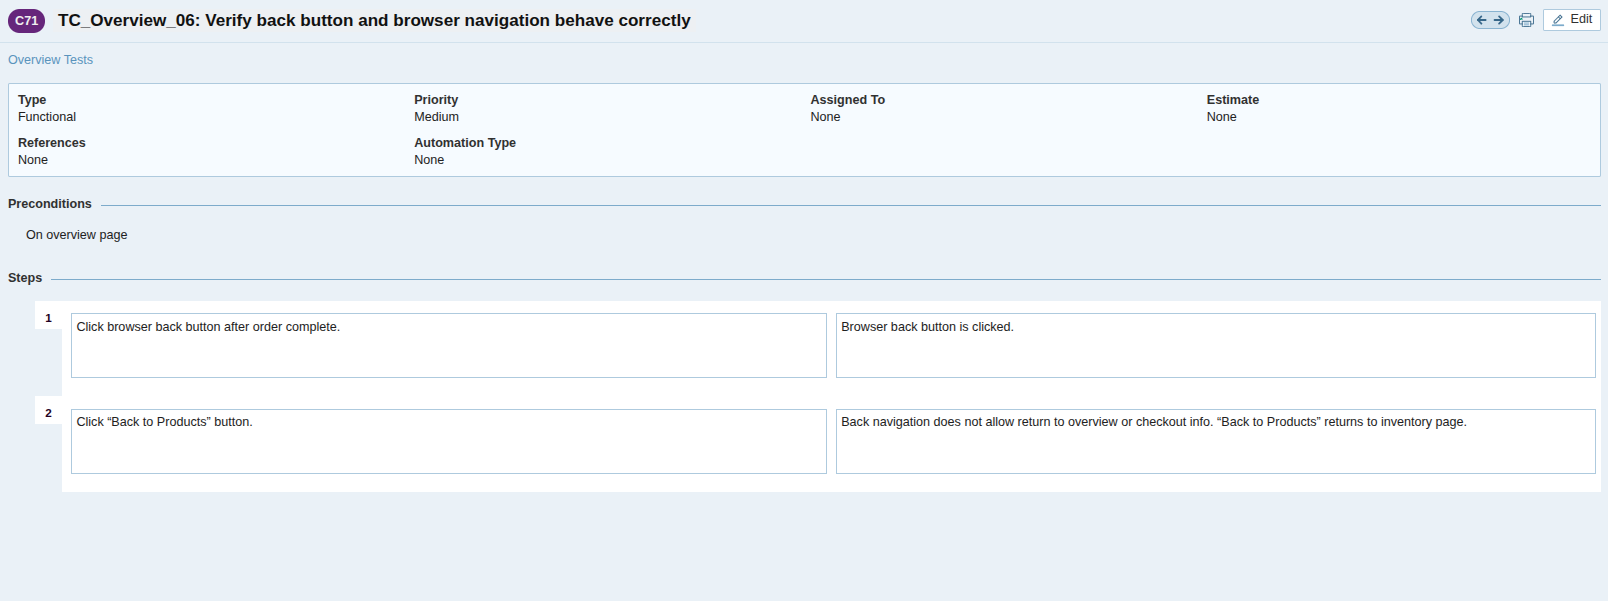 C71 TC_Overview_06: Verify back button and browser navigation behave correctly Edit
Overview Tests
Type Priority Assigned To Estimate
Functional Medium None None
References Automation Type
None None
Preconditions
On overview page
Steps
1 Click browser back button after order complete. Browser back button is clicked.
2 Click “Back to Products” button. Back navigation does not allow return to overview or checkout info. “Back to Products” returns to inventory page.